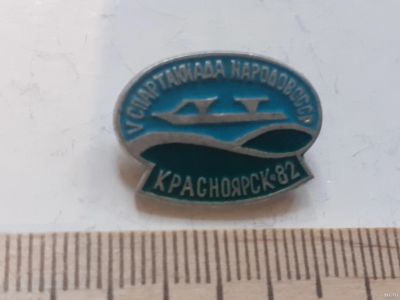 V СПАРТАКИАДА НАРОДОВ СССР
КРАСНОЯРСК-82